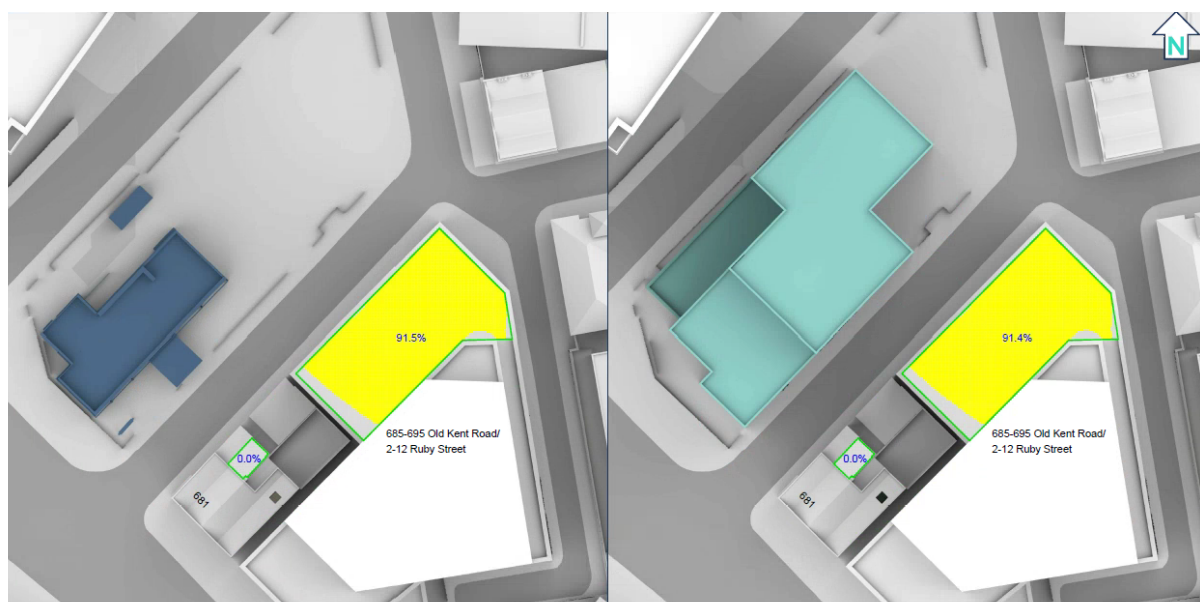 N
91.5%
91.4%
685-695 Old Kent Road/
2-12 Ruby Street
685-695 Old Kent Road/
2-12 Ruby Street
0.0%
0.0%
681
681